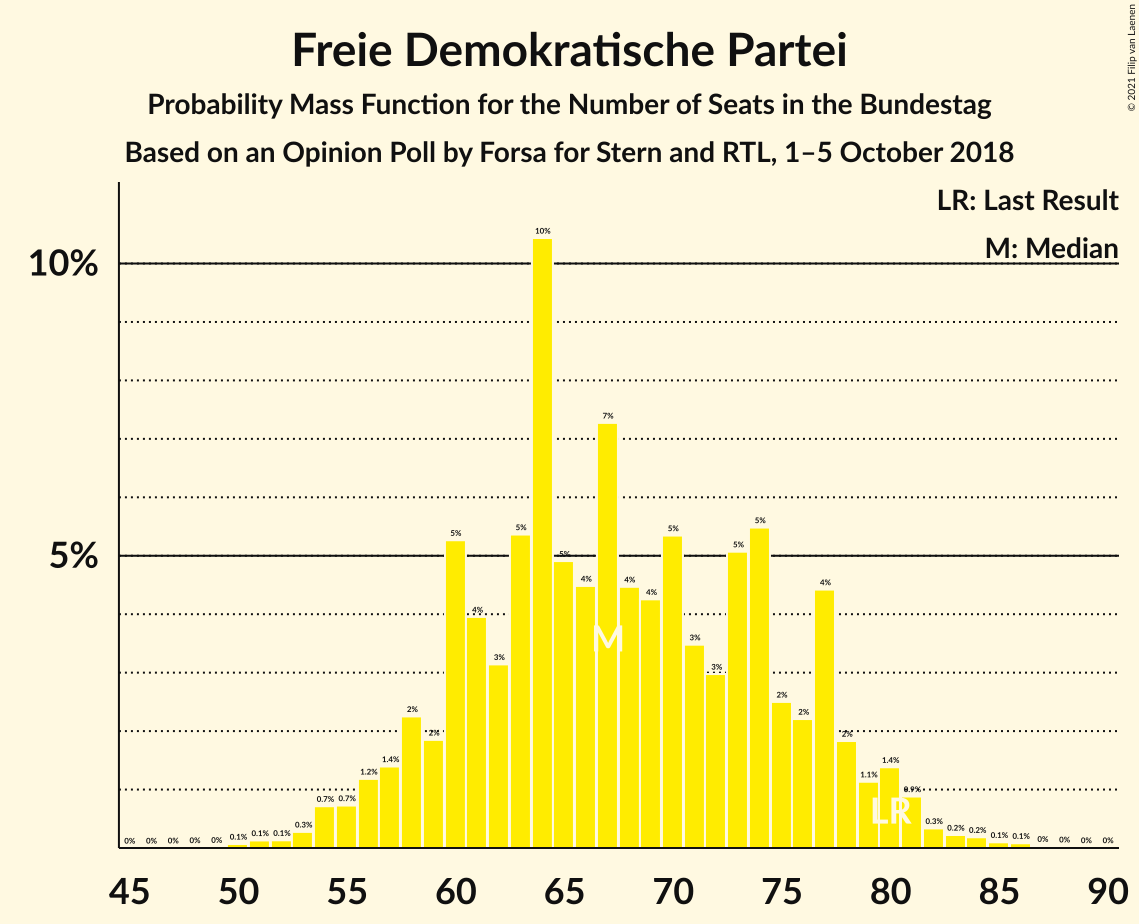 Freie Demokratische Partei
Probability Mass Function for the Number of Seats in the Bundestag
Based on an Opinion Poll by Forsa for Stern and RTL, 1–5 October 2018
© 2021 Filip van Laenen
LR: Last Result
M: Median
10%
5%
0% 0% 0% 0% 0% 0.1% 0.1% 0.1% 0.3% 0.7% 0.7% 1.2% 1.4% 2% 2% 5% 4% 3% 5% 10% 5% 4% 7% 4% 4% 5% 3% 3% 5% 5% 2% 2% 4% 2% 1.1% 1.4% 0.9% 0.3% 0.2% 0.2% 0.1% 0.1% 0% 0% 0% 0%
M
LR
45 50 55 60 65 70 75 80 85 90